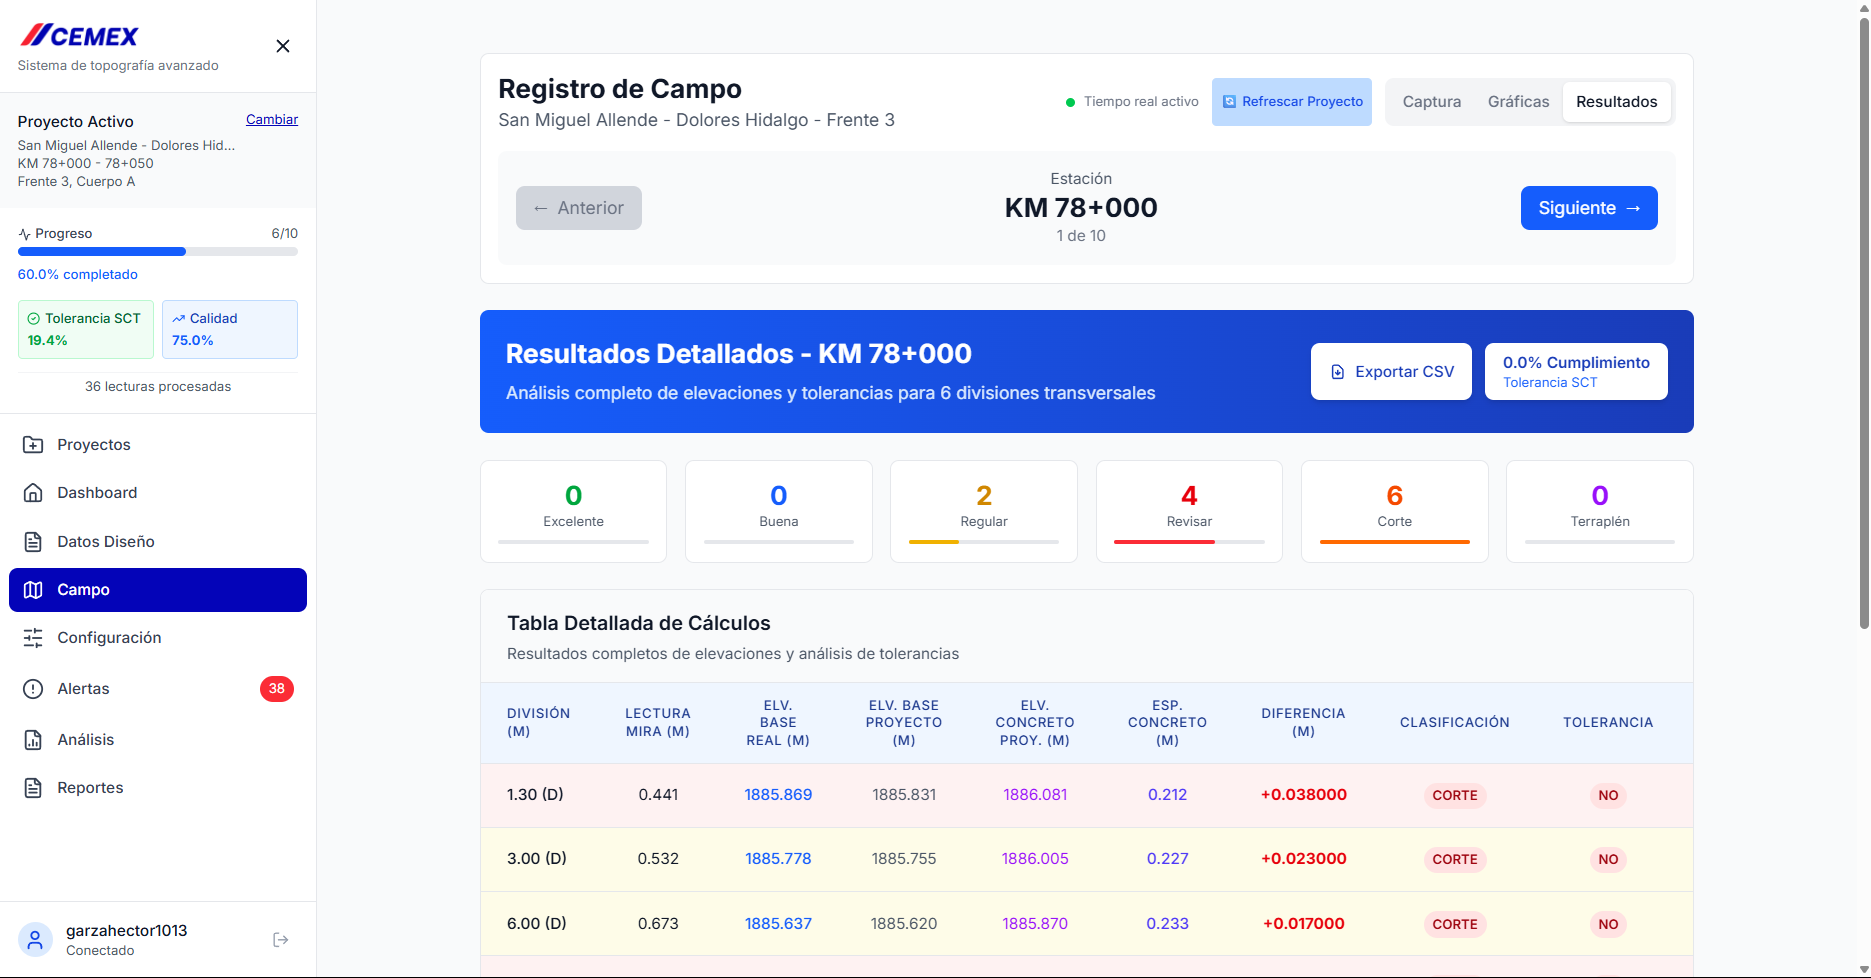 CEMEX
Sistema de topografía avanzado
Proyecto Activo
Cambiar
San Miguel Allende - Dolores Hid...
KM 78+000 - 78+050
Frente 3, Cuerpo A
Progreso
6/10
60.0% completado
Tolerancia SCT
19.4%
Calidad
75.0%
36 lecturas procesadas
Proyectos
Dashboard
Datos Diseño
Campo
Configuración
Alertas
38
Análisis
Reportes
garzahector1013
Conectado
Registro de Campo
San Miguel Allende - Dolores Hidalgo - Frente 3
Tiempo real activo
Refrescar Proyecto
Captura
Gráficas
Resultados
← Anterior
Estación
KM 78+000
1 de 10
Siguiente →
Resultados Detallados - KM 78+000
Análisis completo de elevaciones y tolerancias para 6 divisiones transversales
Exportar CSV
0.0% Cumplimiento
Tolerancia SCT
0
Excelente
0
Buena
2
Regular
4
Revisar
6
Corte
0
Terraplén
Tabla Detallada de Cálculos
Resultados completos de elevaciones y análisis de tolerancias
DIVISIÓN (M) LECTURA MIRA (M) ELV. BASE REAL (M) ELV. BASE PROYECTO (M) ELV. CONCRETO PROY. (M) ESP. CONCRETO (M) DIFERENCIA (M) CLASIFICACIÓN TOLERANCIA
1.30 (D) 0.441 1885.869 1885.831 1886.081 0.212 +0.038000 CORTE NO
3.00 (D) 0.532 1885.778 1885.755 1886.005 0.227 +0.023000 CORTE NO
6.00 (D) 0.673 1885.637 1885.620 1885.870 0.233 +0.017000 CORTE NO